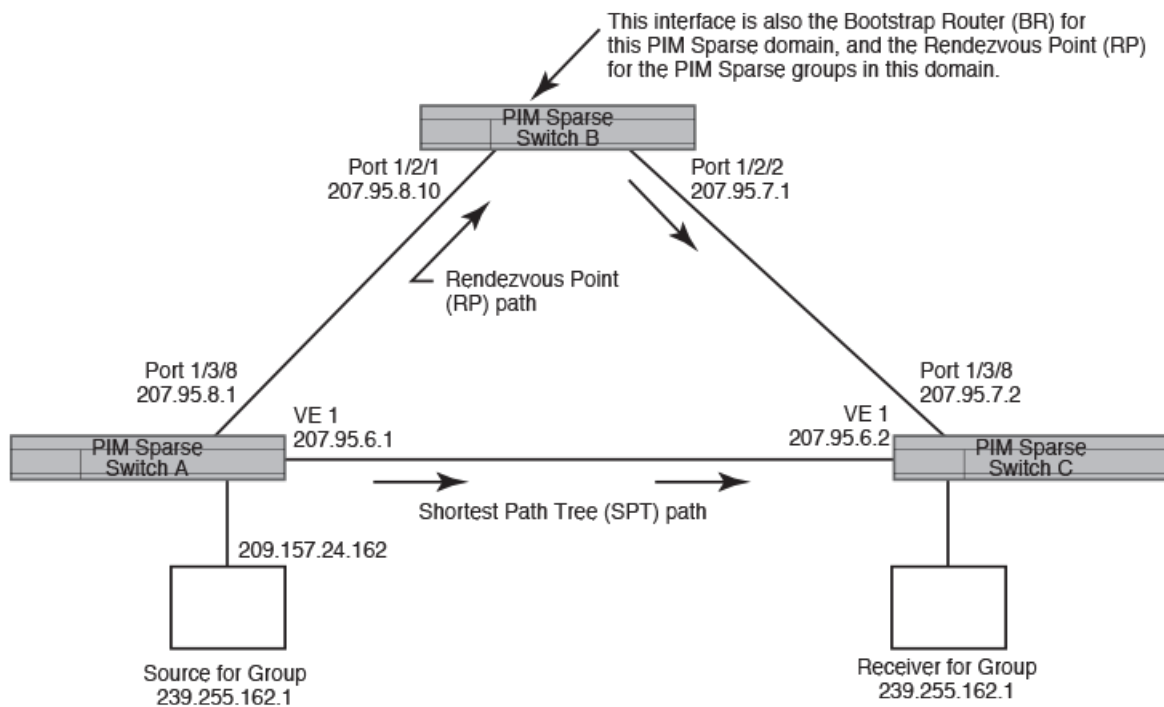 This interface is also the Bootstrap Router (BR) for
this PIM Sparse domain, and the Rendezvous Point (RP)
for the PIM Sparse groups in this domain.
PIM Sparse
Switch B
Port 1/2/1
207.95.8.10
Port 1/2/2
207.95.7.1
Rendezvous Point
(RP) path
Port 1/3/8
207.95.8.1
Port 1/3/8
207.95.7.2
VE 1
207.95.6.1
VE 1
207.95.6.2
PIM Sparse
Switch A
PIM Sparse
Switch C
Shortest Path Tree (SPT) path
209.157.24.162
Source for Group
239.255.162.1
Receiver for Group
239.255.162.1